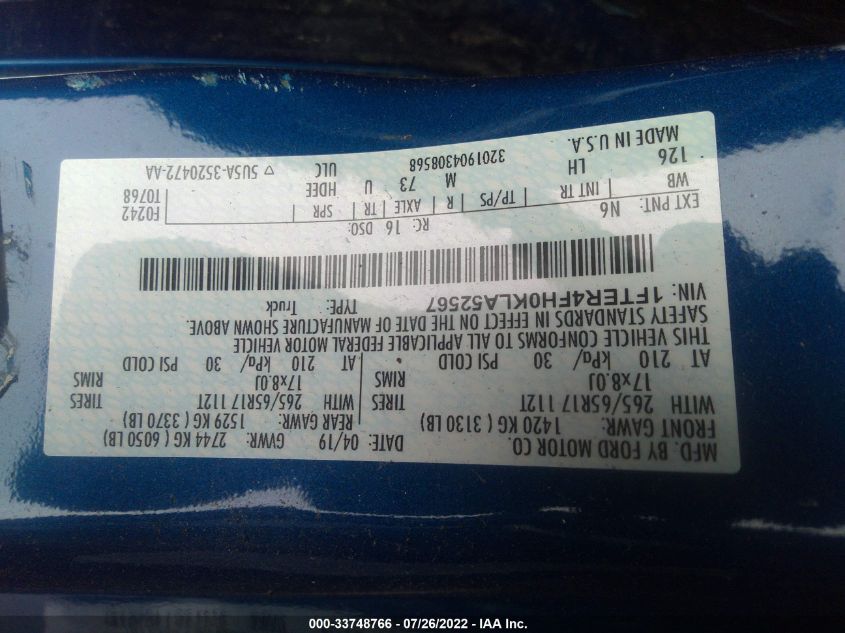 MFD. BY FORD MOTOR CO.
DATE: 04/19 GVWR: 2744 KG ( 6050 LB)
FRONT GAWR: 1420 KG ( 3130 LB) REAR GAWR: 1529 KG ( 3370 LB)
WITH 265/65R17 112T TIRES WITH 265/65R17 112T TIRES
17x8.0J RIMS 17x8.0J RIMS
AT 210 kPa/ 30 PSI COLD AT 210 kPa/ 30 PSI COLD
THIS VEHICLE CONFORMS TO ALL APPLICABLE FEDERAL MOTOR VEHICLE
SAFETY STANDARDS IN EFFECT ON THE DATE OF MANUFACTURE SHOWN ABOVE.
VIN: 1FTER4FH0KLA52567 TYPE: Truck
EXT PNT: N6 RC: 16 DSO: F0242
WB INT TR TP/PS R AXLE TR SPR T0768
126 LH M 73 U HDEE
MADE IN U.S.A. 3201904308568 ULC ▽ 5U5A-3520472-AA
000-33748766 - 07/26/2022 - IAA Inc.